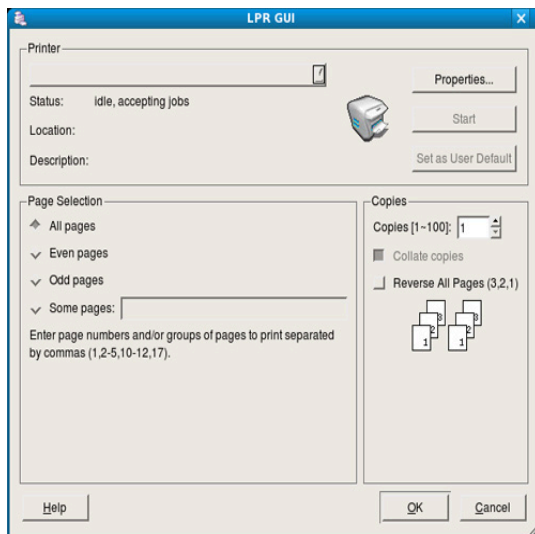 LPR GUI
Printer
Properties...
Status: idle, accepting jobs
Start
Location:
Description:
Set as User Default
Page Selection
All pages
Even pages
Odd pages
Some pages:
Enter page numbers and/or groups of pages to print separated
by commas (1,2-5,10-12,17).
Copies
Copies [1~100]: 1
Collate copies
Reverse All Pages (3,2,1)
3 3
2 2
1 1
Help
OK
Cancel